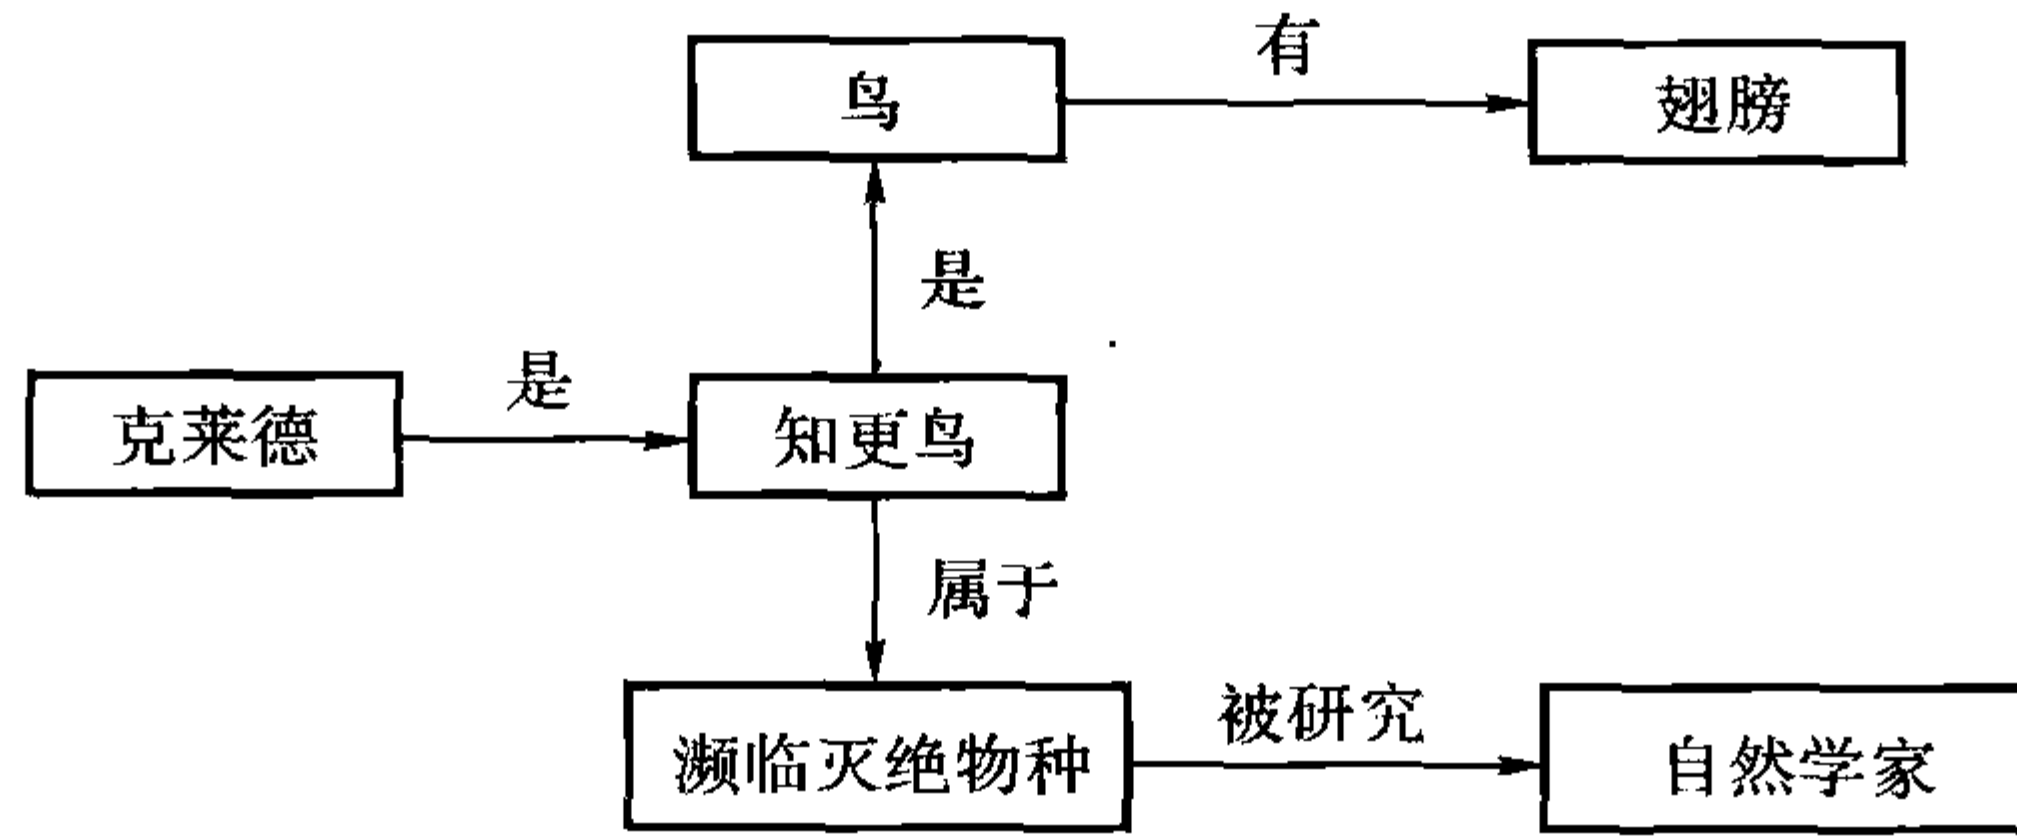 有
鸟
翅膀
是
是
克莱德
知更鸟
属于
被研究
濒临灭绝物种
自然学家